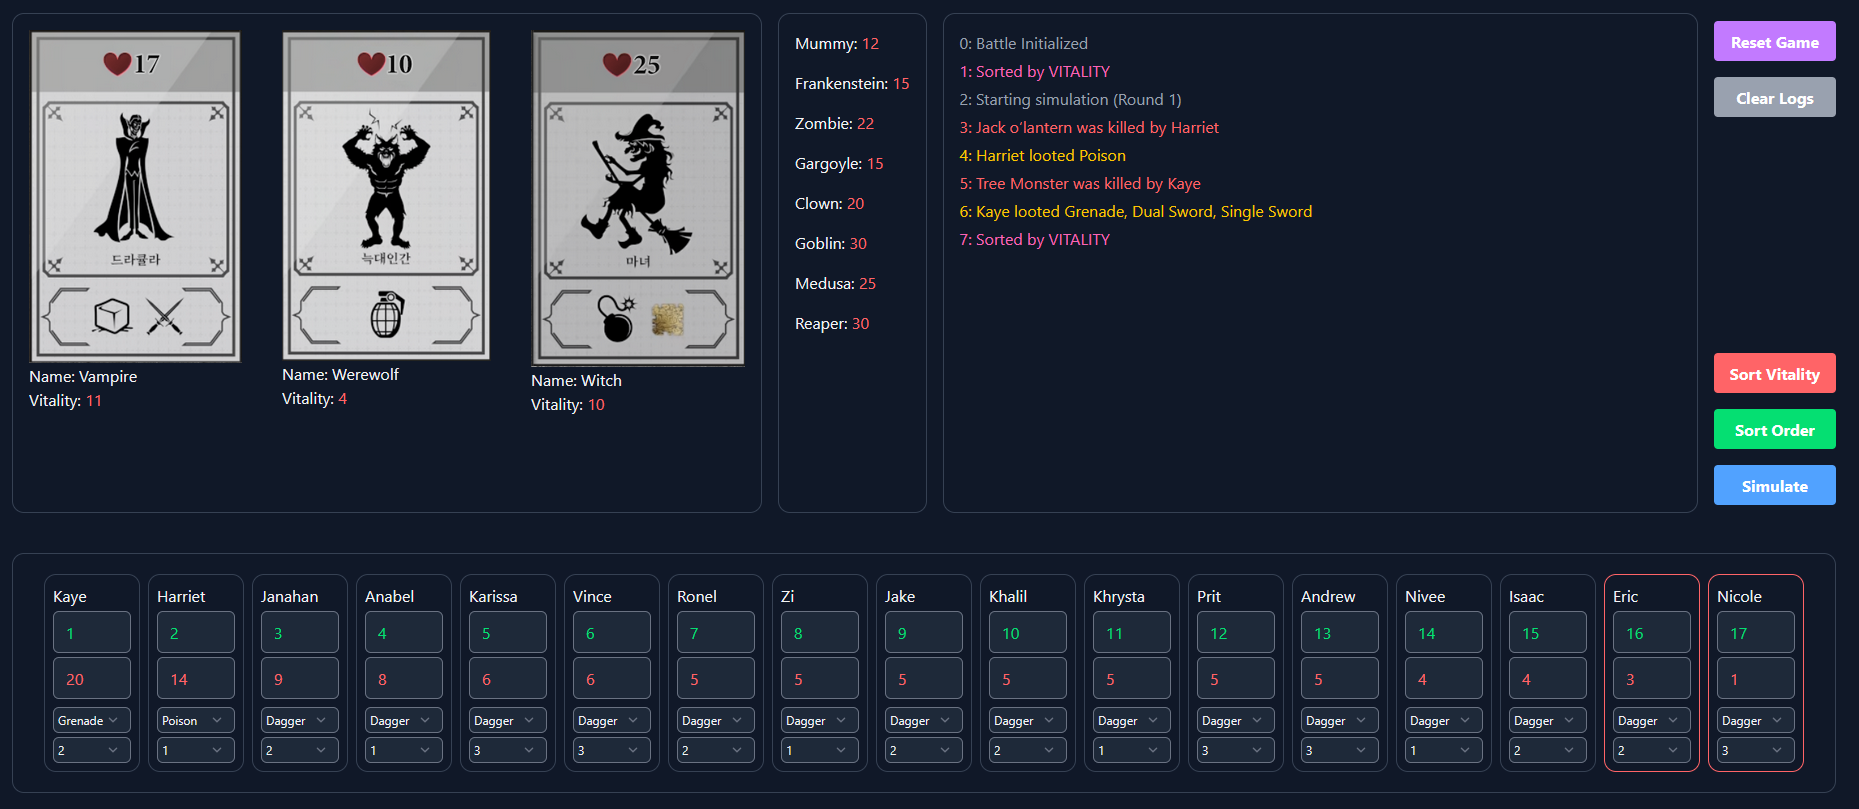 17
드라큘라
Name: Vampire
Vitality: 11
10
늑대인간
Name: Werewolf
Vitality: 4
25
마녀
Name: Witch
Vitality: 10
Mummy: 12
Frankenstein: 15
Zombie: 22
Gargoyle: 15
Clown: 20
Goblin: 30
Medusa: 25
Reaper: 30
0: Battle Initialized
1: Sorted by VITALITY
2: Starting simulation (Round 1)
3: Jack o'lantern was killed by Harriet
4: Harriet looted Poison
5: Tree Monster was killed by Kaye
6: Kaye looted Grenade, Dual Sword, Single Sword
7: Sorted by VITALITY
Reset Game
Clear Logs
Sort Vitality
Sort Order
Simulate
Kaye
1
20
Grenade
2
Harriet
2
14
Poison
1
Janahan
3
9
Dagger
2
Anabel
4
8
Dagger
1
Karissa
5
6
Dagger
3
Vince
6
6
Dagger
3
Ronel
7
5
Dagger
2
Zi
8
5
Dagger
1
Jake
9
5
Dagger
2
Khalil
10
5
Dagger
2
Khrysta
11
5
Dagger
1
Prit
12
5
Dagger
3
Andrew
13
5
Dagger
3
Nivee
14
4
Dagger
1
Isaac
15
4
Dagger
2
Eric
16
3
Dagger
2
Nicole
17
1
Dagger
3